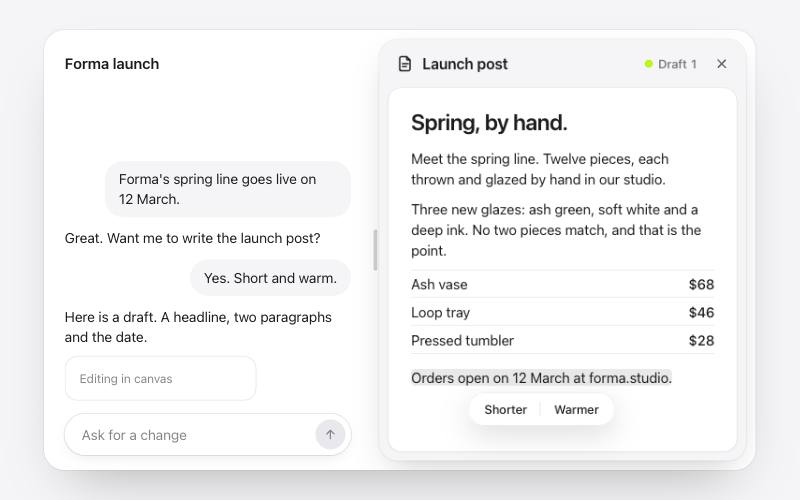 Forma launch
Forma's spring line goes live on
12 March.
Great. Want me to write the launch post?
Yes. Short and warm.
Here is a draft. A headline, two paragraphs
and the date.
Editing in canvas
Ask for a change
Launch post
Draft 1
Spring, by hand.
Meet the spring line. Twelve pieces, each
thrown and glazed by hand in our studio.
Three new glazes: ash green, soft white and a
deep ink. No two pieces match, and that is the
point.
Ash vase $68
Loop tray $46
Pressed tumbler $28
Orders open on 12 March at forma.studio.
Shorter Warmer